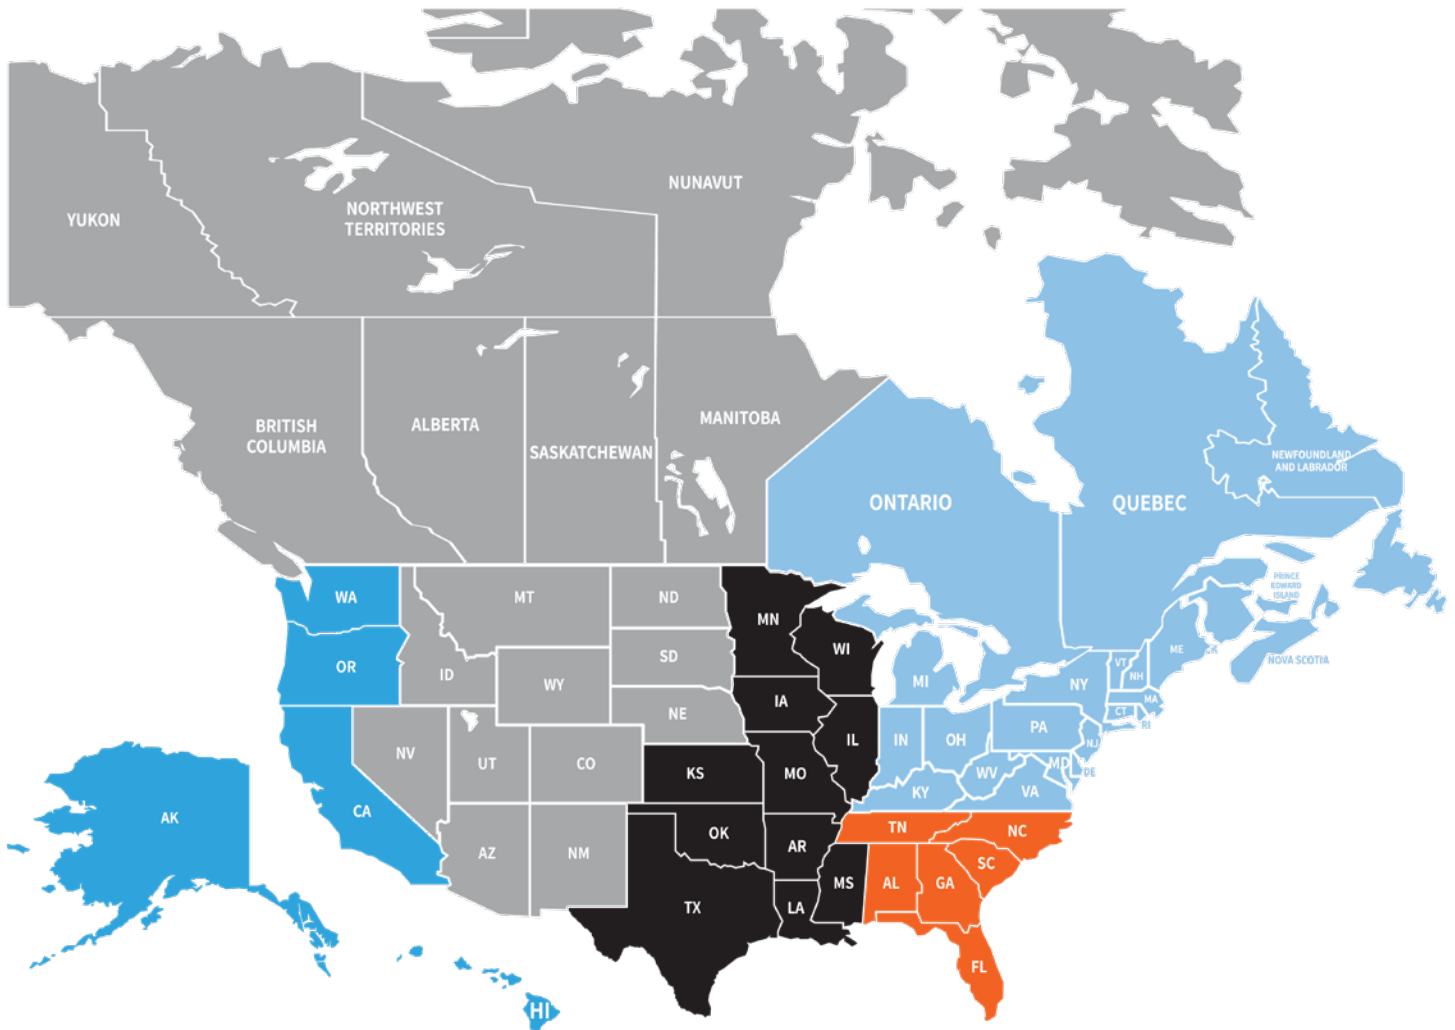 NUNAVUT
YUKON
NORTHWEST
TERRITORIES
BRITISH
COLUMBIA
ALBERTA
SASKATCHEWAN
MANITOBA
ONTARIO
QUEBEC
NEWFOUNDLAND
AND LABRADOR
PRINCE
EDWARD
ISLAND
NOVA SCOTIA
WA
MT
ND
MN
OR
ID
WY
SD
WI
MI
NY
VT
NH
ME
MA
CT
RI
NE
IA
IL
IN
OH
PA
NJ
NV
UT
CO
KS
MO
KY
WV
MD
DE
VA
CA
AK
AZ
NM
OK
AR
TN
NC
SC
TX
LA
MS
AL
GA
FL
HI